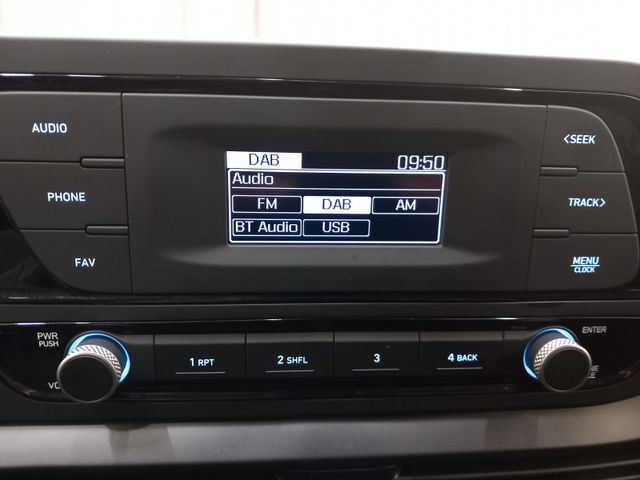 AUDIO
PHONE
FAV
DAB 09:50
Audio
FM DAB AM
BT Audio USB
<SEEK
TRACK>
MENU
CLOCK
PWR
PUSH
1 RPT 2 SHFL 3 4 BACK
ENTER